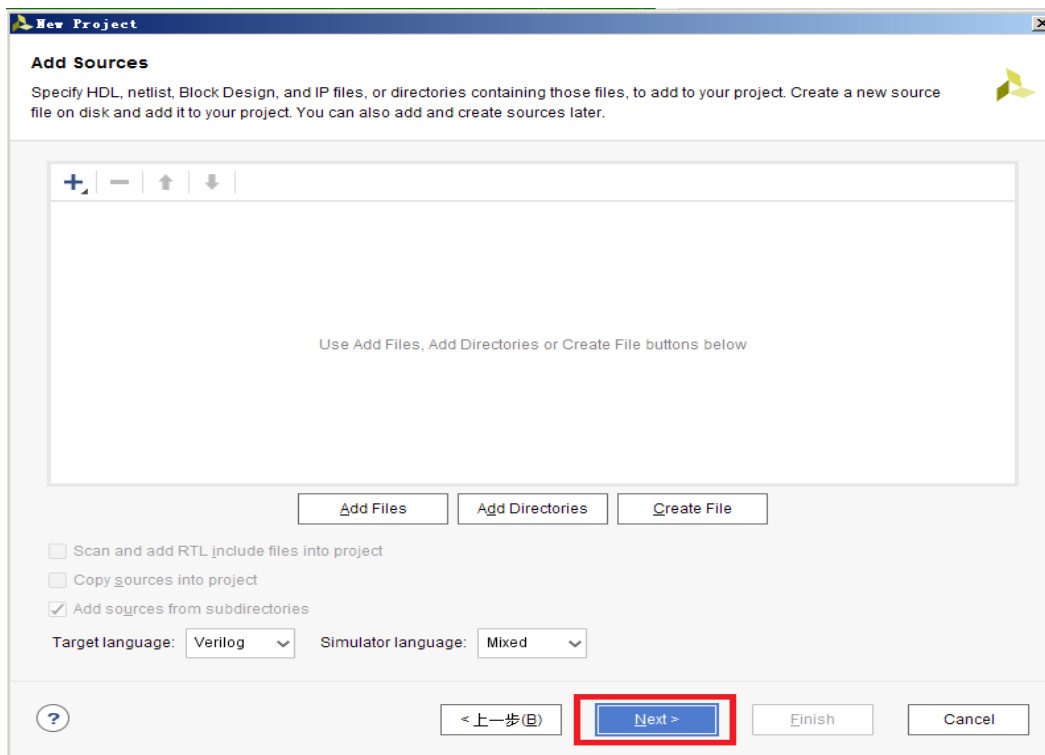 New Project
Add Sources
Specify HDL, netlist, Block Design, and IP files, or directories containing those files, to add to your project. Create a new source
file on disk and add it to your project. You can also add and create sources later.
Use Add Files, Add Directories or Create File buttons below
Add Files Add Directories Create File
Scan and add RTL include files into project
Copy sources into project
Add sources from subdirectories
Target language: Verilog Simulator language: Mixed
? <上一步(B) Next > Finish Cancel